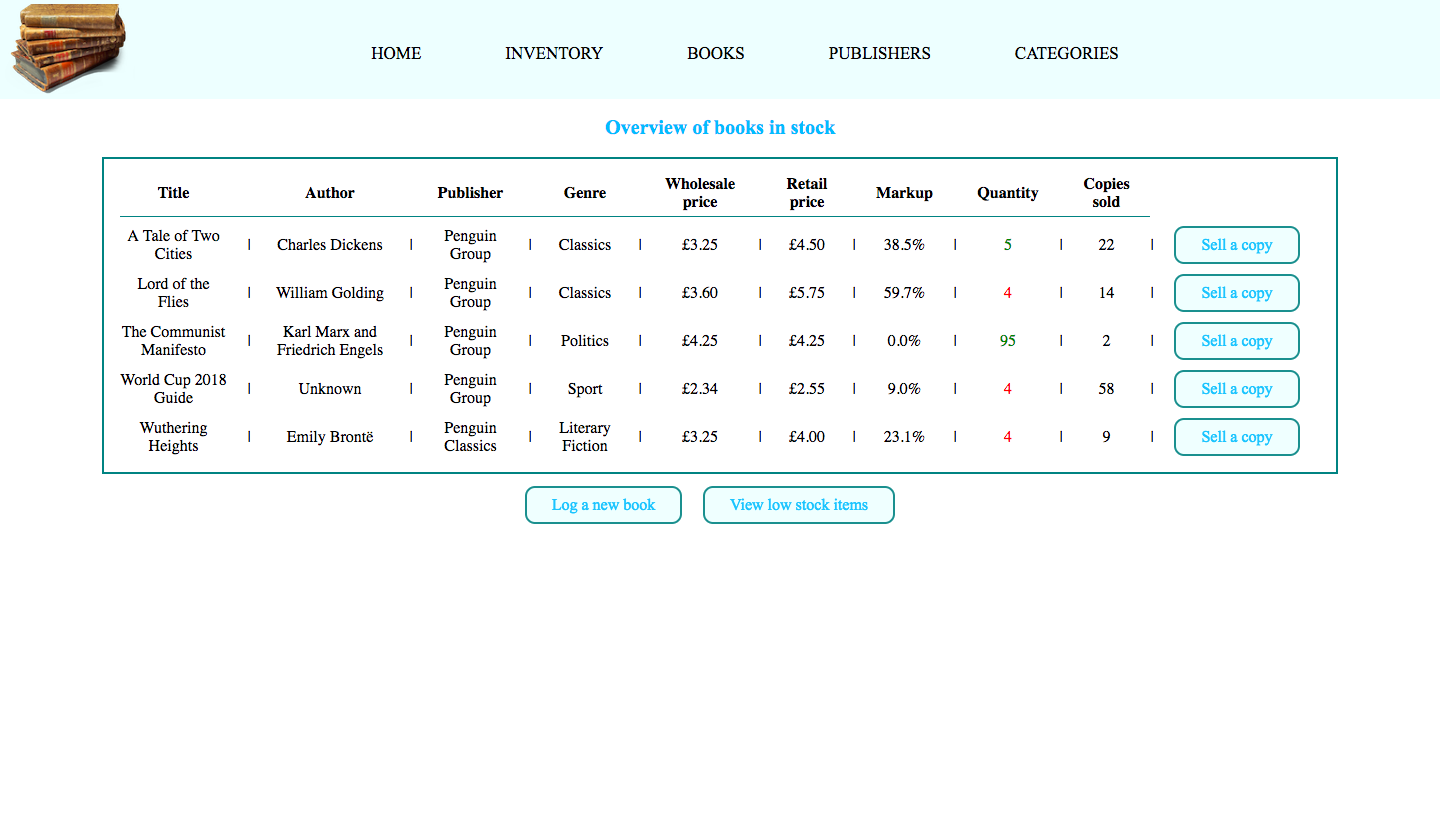 HOME INVENTORY BOOKS PUBLISHERS CATEGORIES
Overview of books in stock
Title Author Publisher Genre Wholesale price Retail price Markup Quantity Copies sold
A Tale of Two Cities | Charles Dickens | Penguin Group | Classics | £3.25 | £4.50 | 38.5% | 5 | 22 | Sell a copy
Lord of the Flies | William Golding | Penguin Group | Classics | £3.60 | £5.75 | 59.7% | 4 | 14 | Sell a copy
The Communist Manifesto | Karl Marx and Friedrich Engels | Penguin Group | Politics | £4.25 | £4.25 | 0.0% | 95 | 2 | Sell a copy
World Cup 2018 Guide | Unknown | Penguin Group | Sport | £2.34 | £2.55 | 9.0% | 4 | 58 | Sell a copy
Wuthering Heights | Emily Brontë | Penguin Classics | Literary Fiction | £3.25 | £4.00 | 23.1% | 4 | 9 | Sell a copy
Log a new book View low stock items